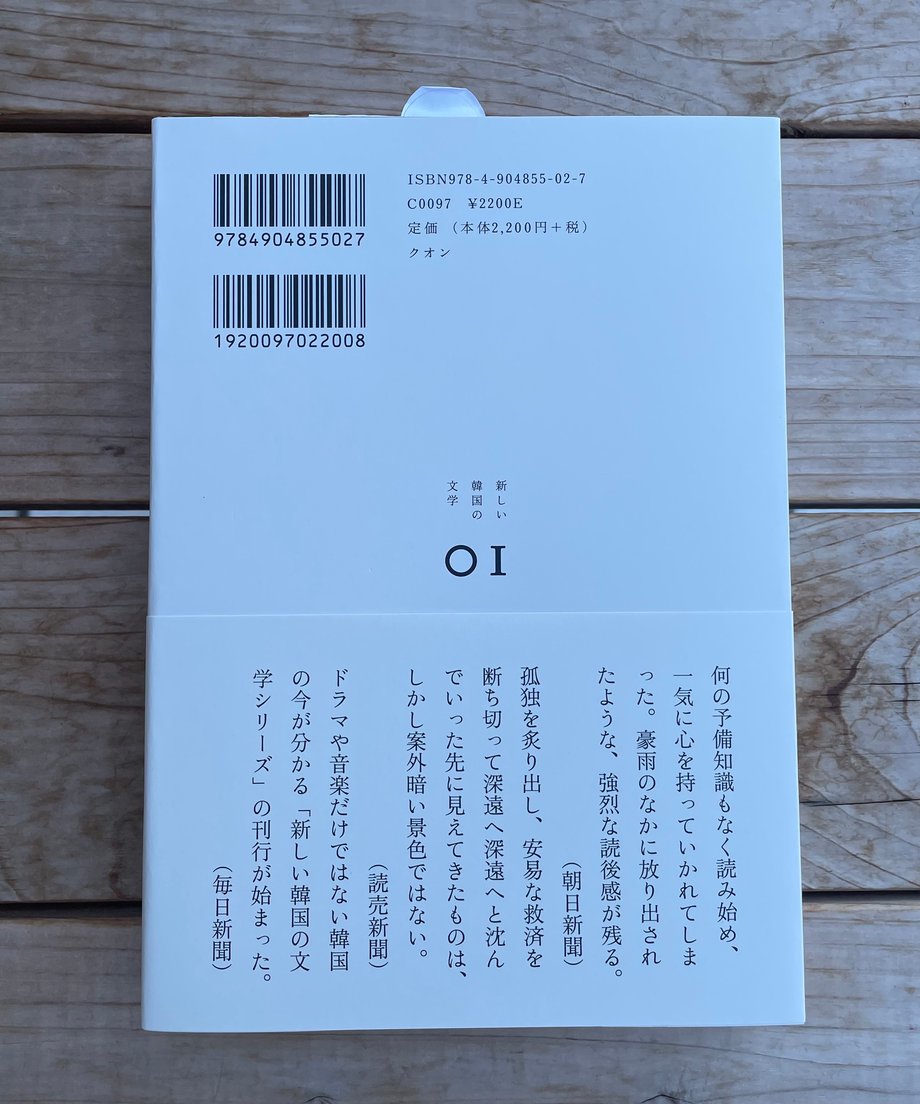 ISBN978-4-904855-02-7
C0097 ¥2200E
定価（本体2,200円＋税）
クオン
9784904855027
1920097022008
新しい
韓国の
文学
01
何の予備知識もなく読み始め、
一気に心を持っていかれてしま
った。豪雨のなかに放り出され
たような、強烈な読後感が残る。
（朝日新聞）
孤独を炙り出し、安易な救済を
断ち切って深遠へ深遠へと沈ん
でいった先に見えてきたものは、
しかし案外暗い景色ではない。
（読売新聞）
ドラマや音楽だけではない韓国
の今が分かる「新しい韓国の文
学シリーズ」の刊行が始まった。
（毎日新聞）